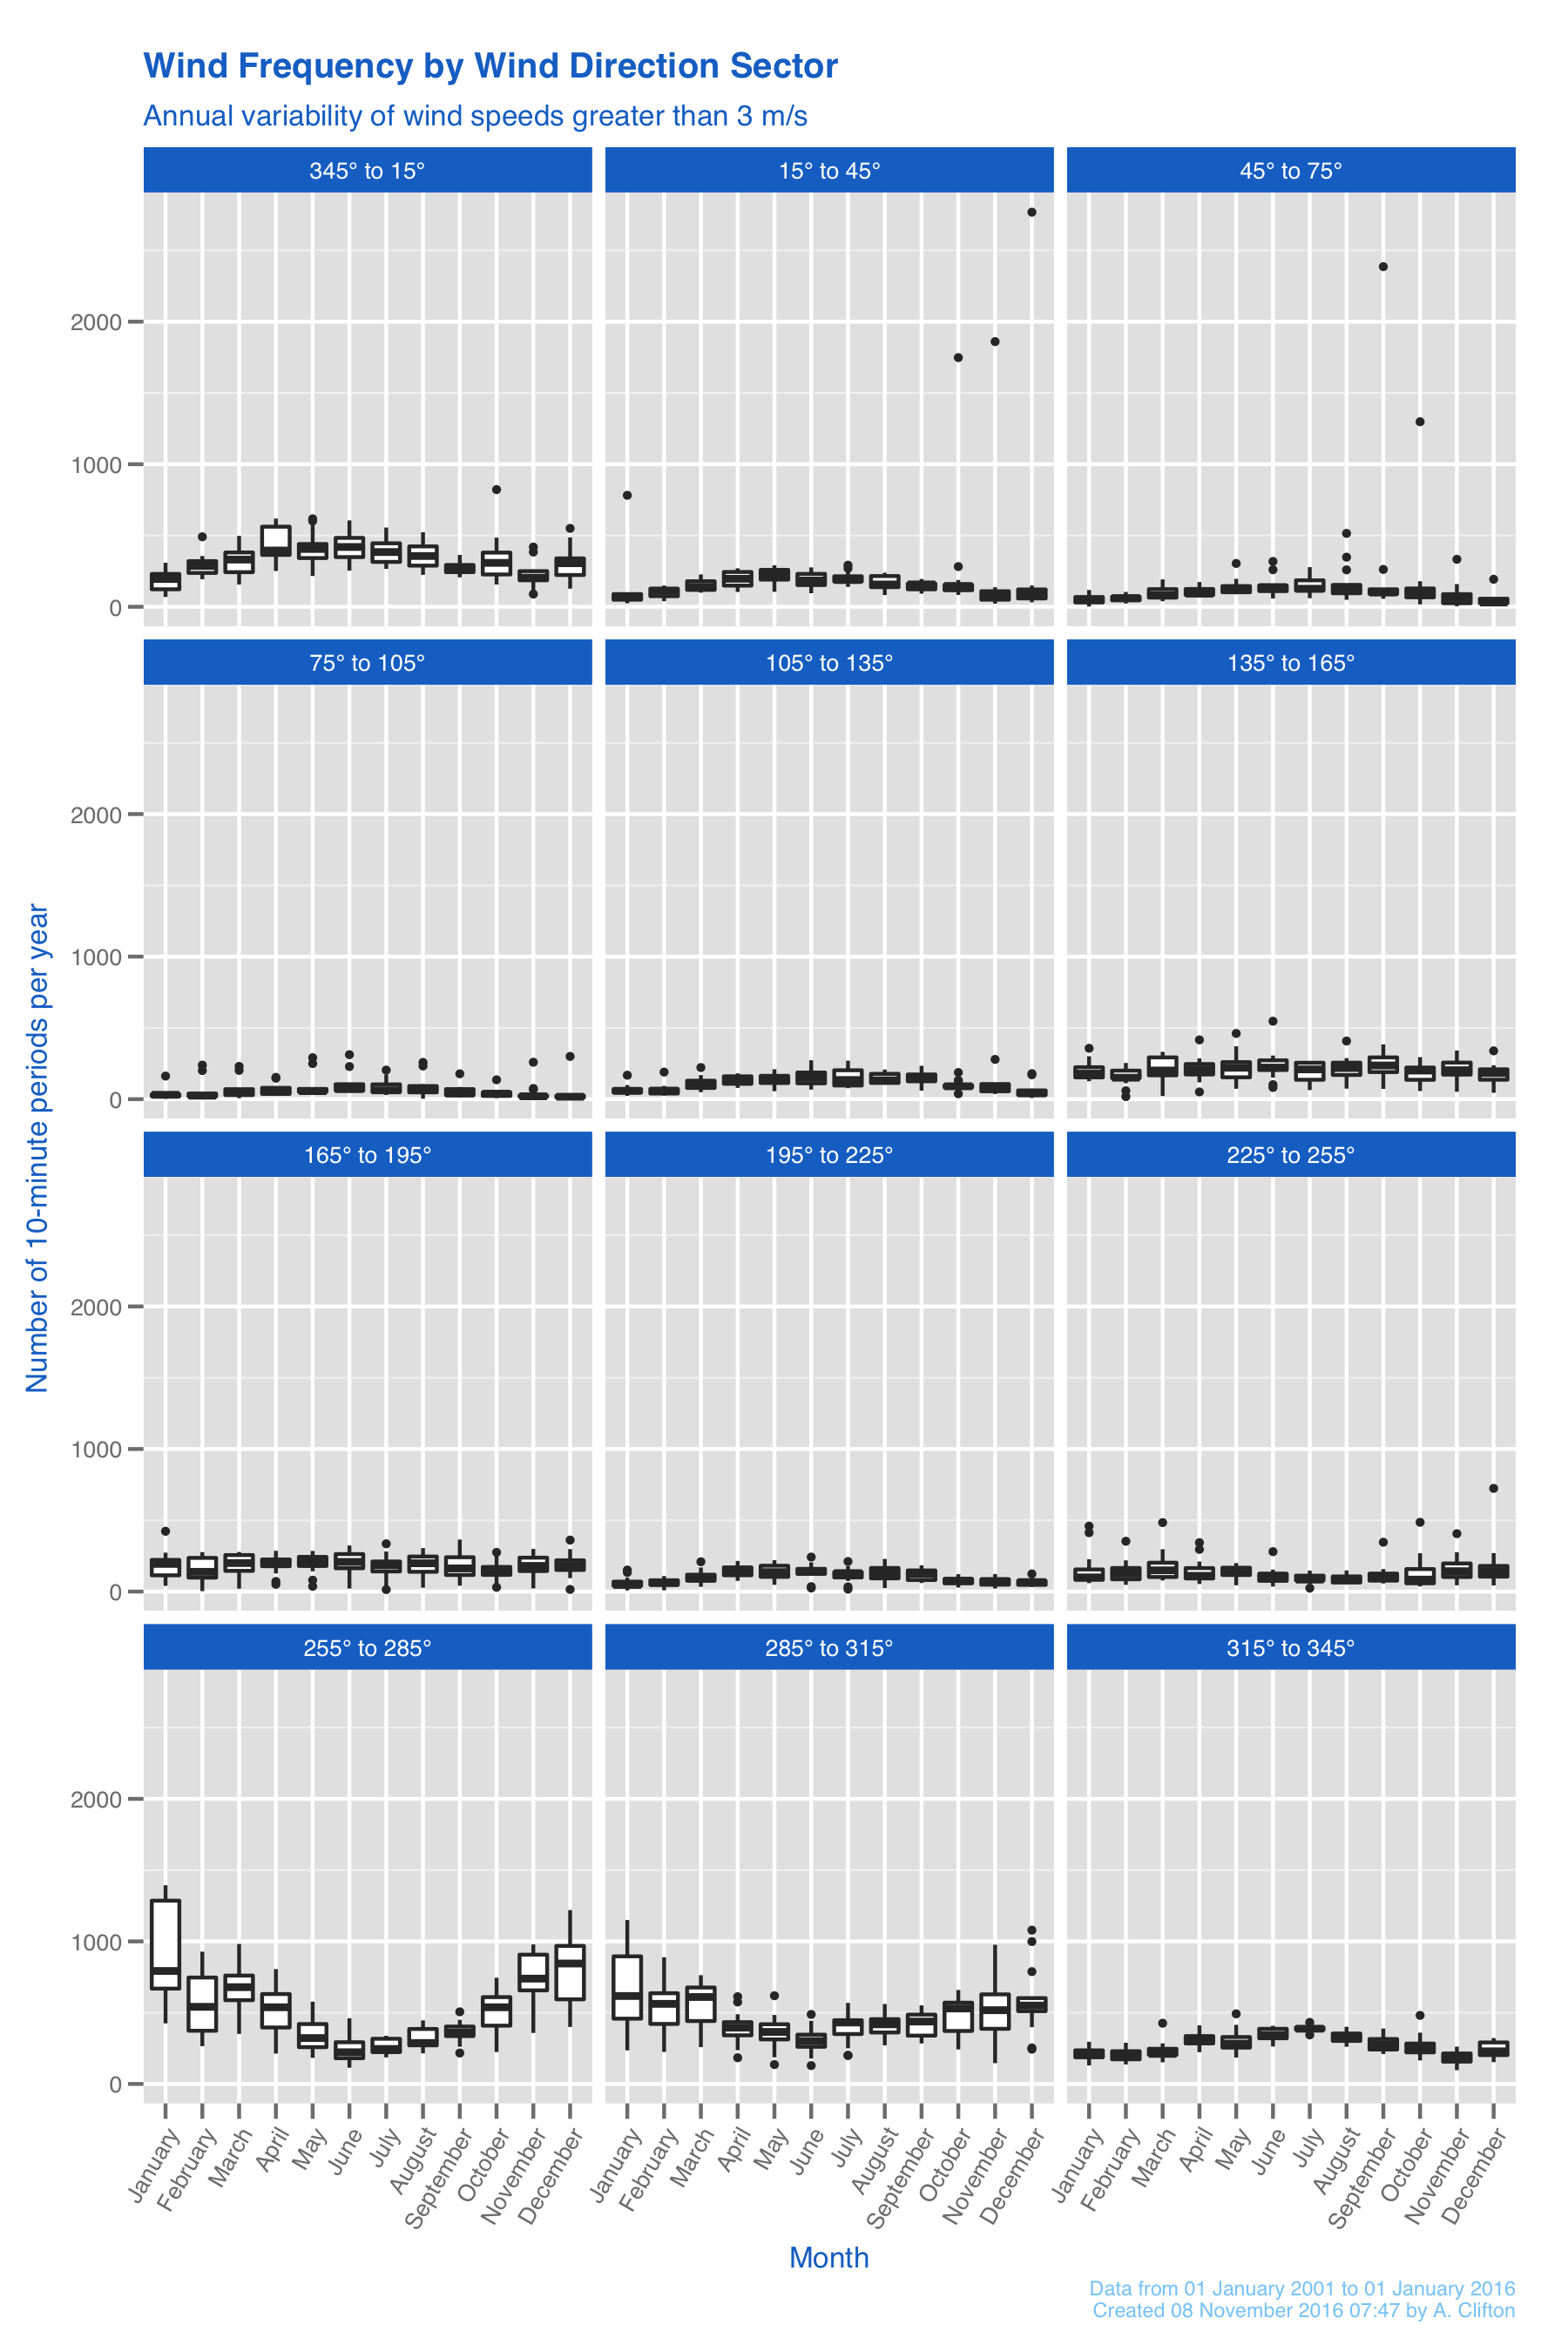 Wind Frequency by Wind Direction Sector
Annual variability of wind speeds greater than 3 m/s
345° to 15°
15° to 45°
45° to 75°
2000
1000
0
75° to 105°
105° to 135°
135° to 165°
2000
1000
0
165° to 195°
195° to 225°
225° to 255°
2000
1000
0
255° to 285°
285° to 315°
315° to 345°
2000
1000
0
Number of 10-minute periods per year
January
February
March
April
May
June
July
August
September
October
November
December
January
February
March
April
May
June
July
August
September
October
November
December
January
February
March
April
May
June
July
August
September
October
November
December
Month
Data from 01 January 2001 to 01 January 2016
Created 08 November 2016 07:47 by A. Clifton